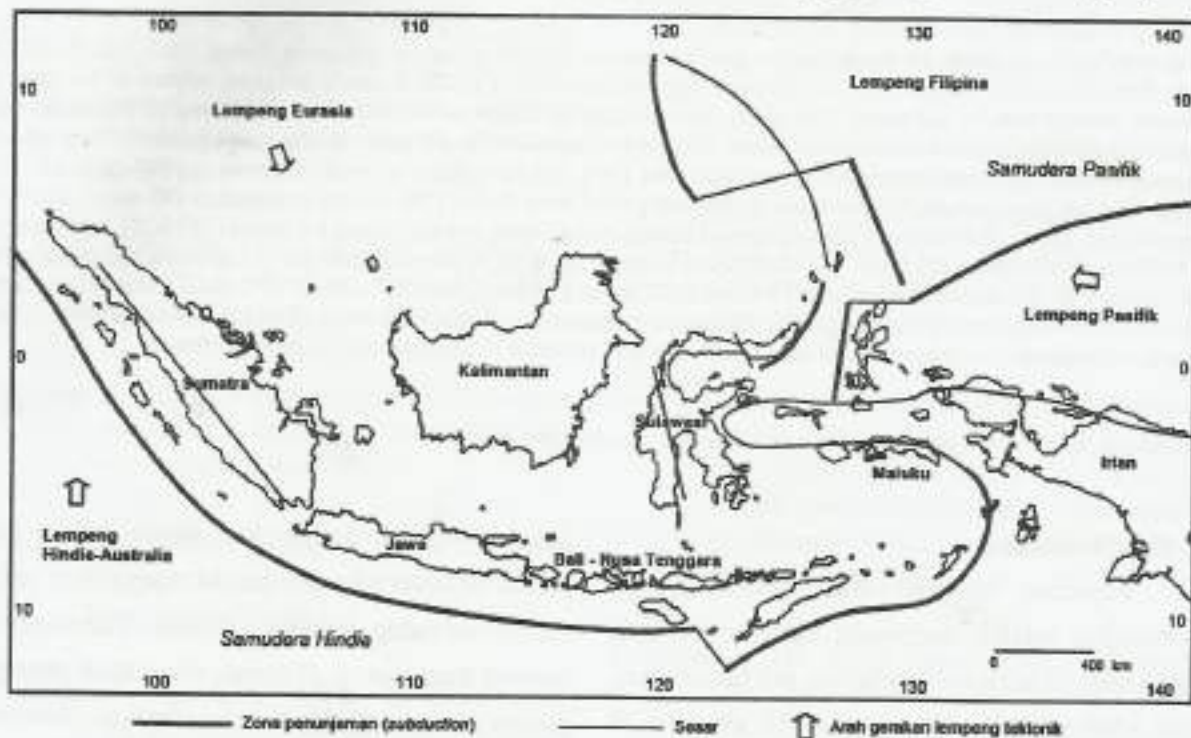 100 110 120 130 140
10 Lempeng Eurasia Lempeng Filipina 10
Samudera Pasifik
Lempeng Pasifik
0 Sumatra Kalimantan 0
Sulawesi Maluku Irian
Lempeng
Hindia-Australia
Jawa Bali - Nusa Tenggara
10 Samudera Hindia 10
0 400 km
100 110 120 130 140
Zona penunjaman (subduction) Sesar Arah gerakan lempeng tektonik